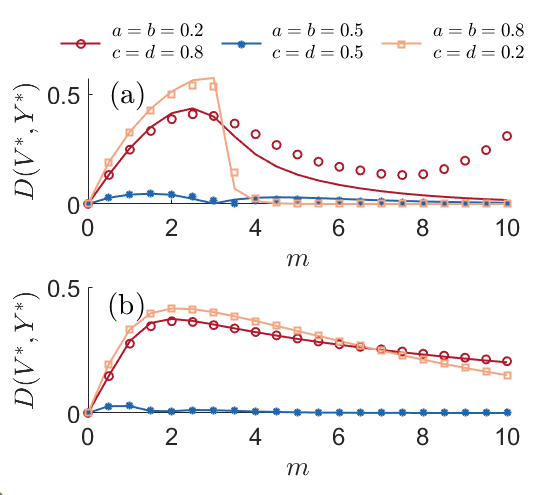 a = b = 0.2 a = b = 0.5 a = b = 0.8
c = d = 0.8 c = d = 0.5 c = d = 0.2
(a)
D(V*, Y*)
0.5
0
0 2 4 6 8 10
m
(b)
D(V*, Y*)
0.5
0
0 2 4 6 8 10
m